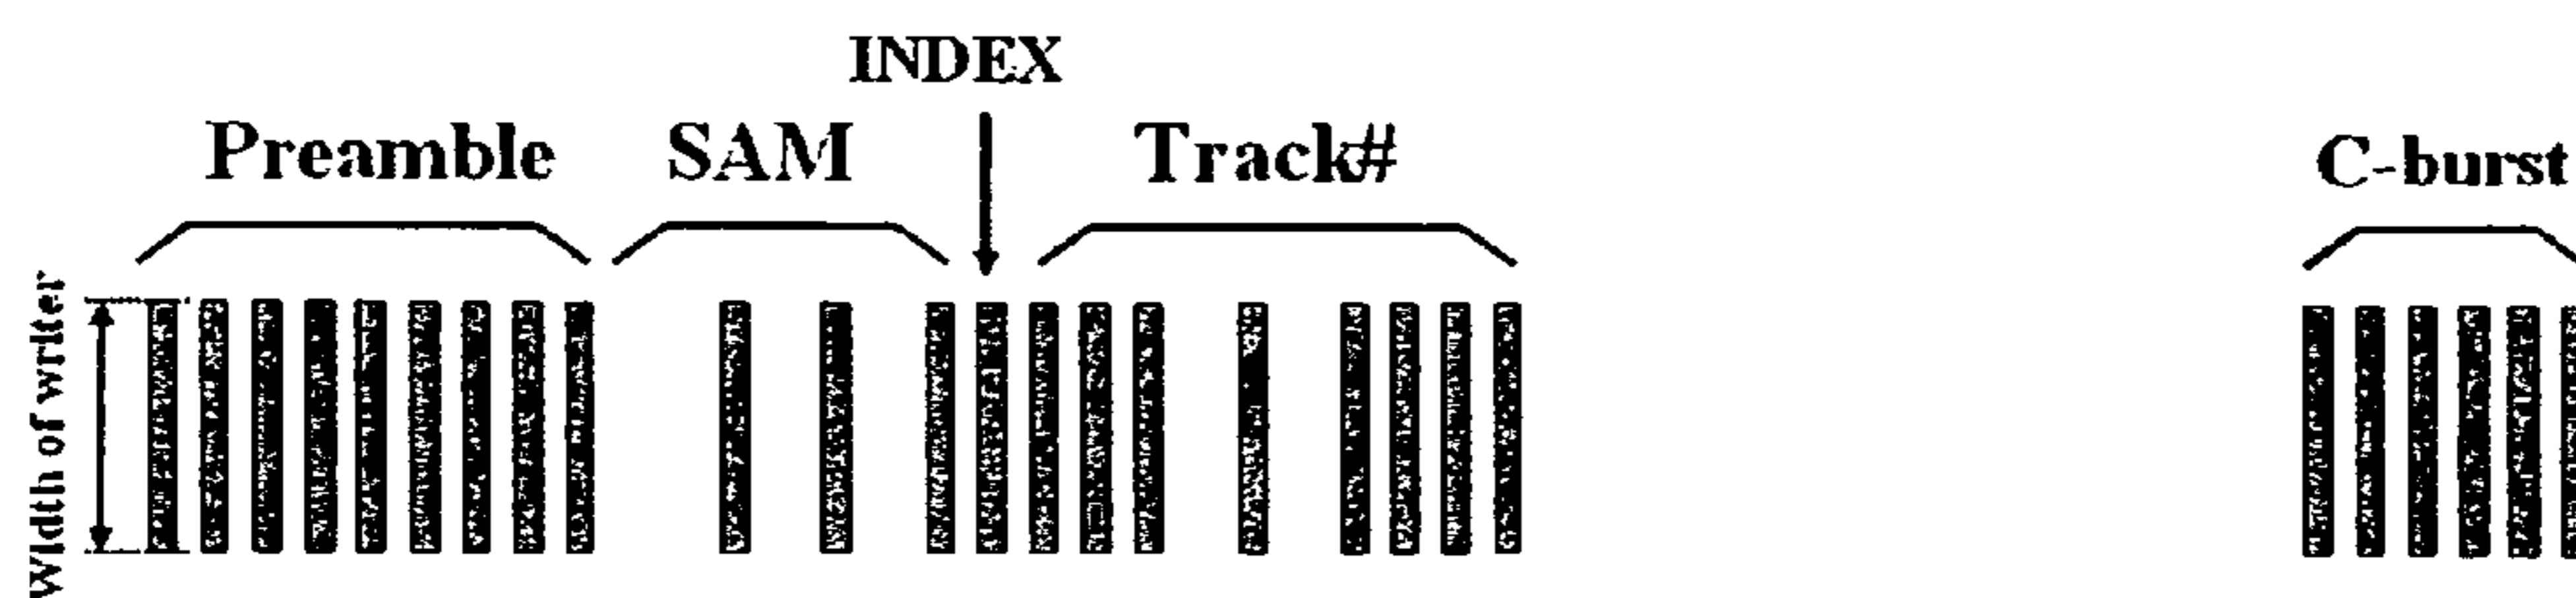 INDEX
Preamble SAM Track# C-burst
Width of writer